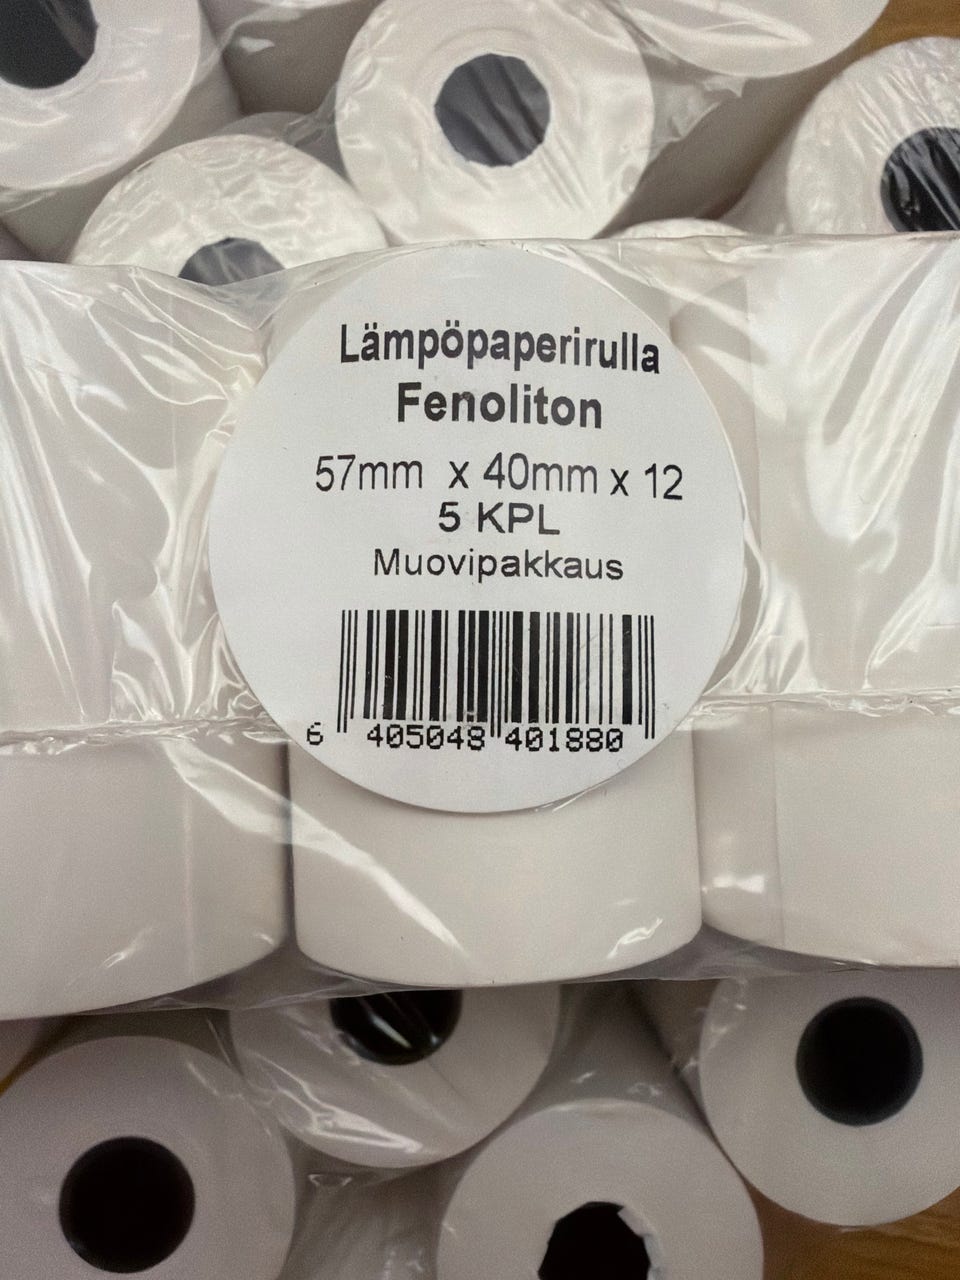 Lämpöpaperirulla
Fenoliton
57mm x 40mm x 12
5 KPL
Muovipakkaus
6 405048 401880